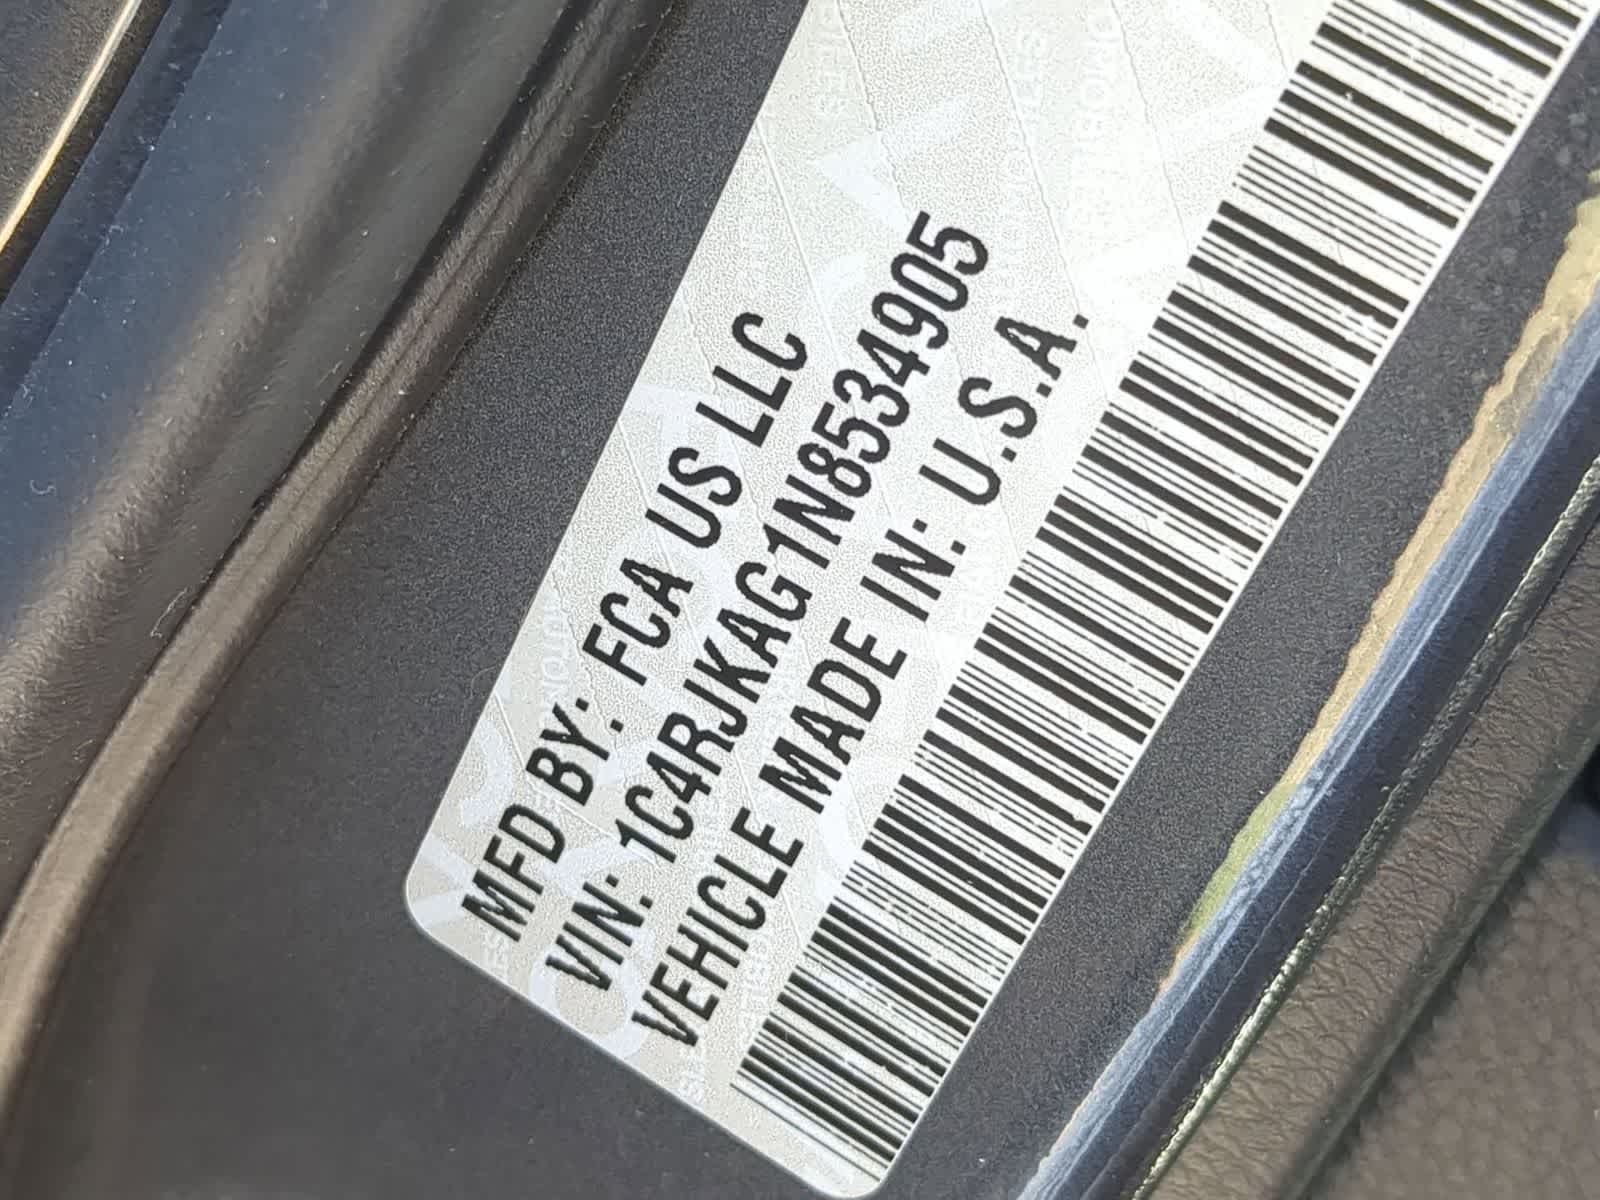 MFD BY: FCA US LLC
VIN: 1C4RJKAG1N8534905
VEHICLE MADE IN: U.S.A.